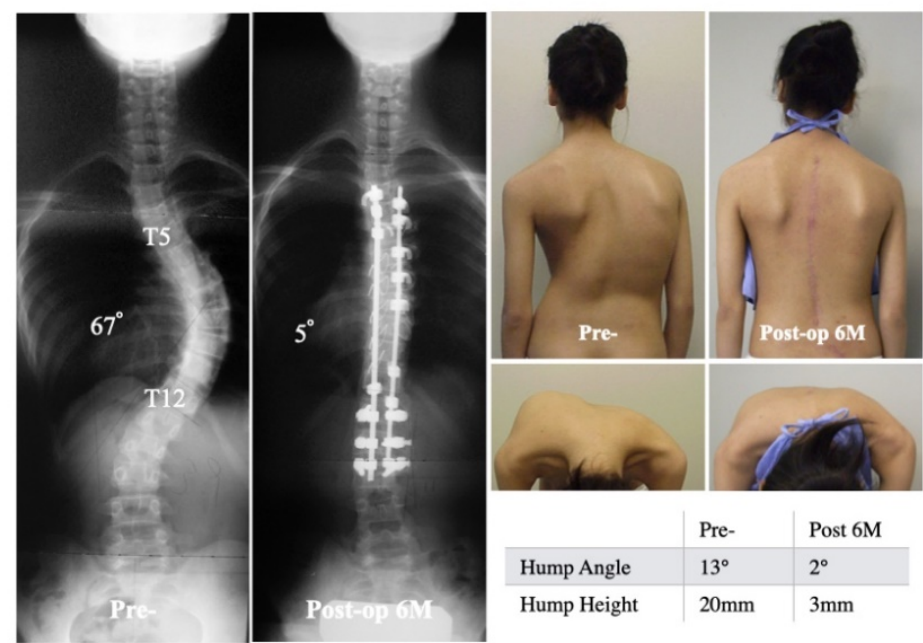 T5
67°
T12
Pre-
5°
Post-op 6M
Pre-
Post-op 6M
Pre- Post 6M
Hump Angle 13° 2°
Hump Height 20mm 3mm